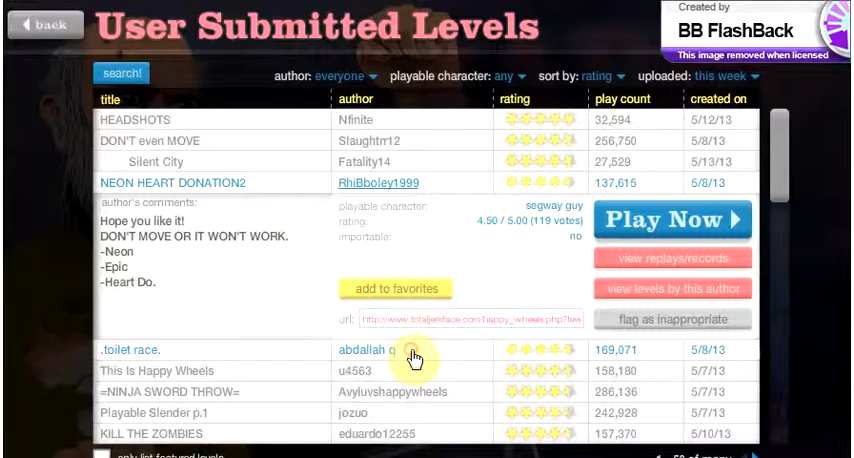 Created by
BB FlashBack
This image removed when licensed
back
User Submitted Levels
search!
author: everyone playable character: any sort by: rating uploaded: this week
title author rating play count created on
HEADSHOTS Nfinite 32,594 5/12/13
DON'T even MOVE Slaughtrr12 256,750 5/8/13
Silent City Fatality14 27,529 5/13/13
NEON HEART DONATION2 RhiBboley1999 137,615 5/8/13
author's comments:
Hope you like it!
DON'T MOVE OR IT WON'T WORK.
-Neon
-Epic
-Heart Do.
playable character: segway guy
rating: 4.50 / 5.00 (119 votes)
importable: no
add to favorites
url: http://www.totaljerkface.com/happy_wheels.php?lev
Play Now
view replays/records
view levels by this author
flag as inappropriate
.toilet race. abdallah q 169,071 5/8/13
This Is Happy Wheels u4563 158,180 5/7/13
=NINJA SWORD THROW= Avyluvshappywheels 286,136 5/7/13
Playable Slender p.1 jozuo 242,928 5/7/13
KILL THE ZOMBIES eduardo12255 157,370 5/10/13
only list featured levels
1 - 50 of many